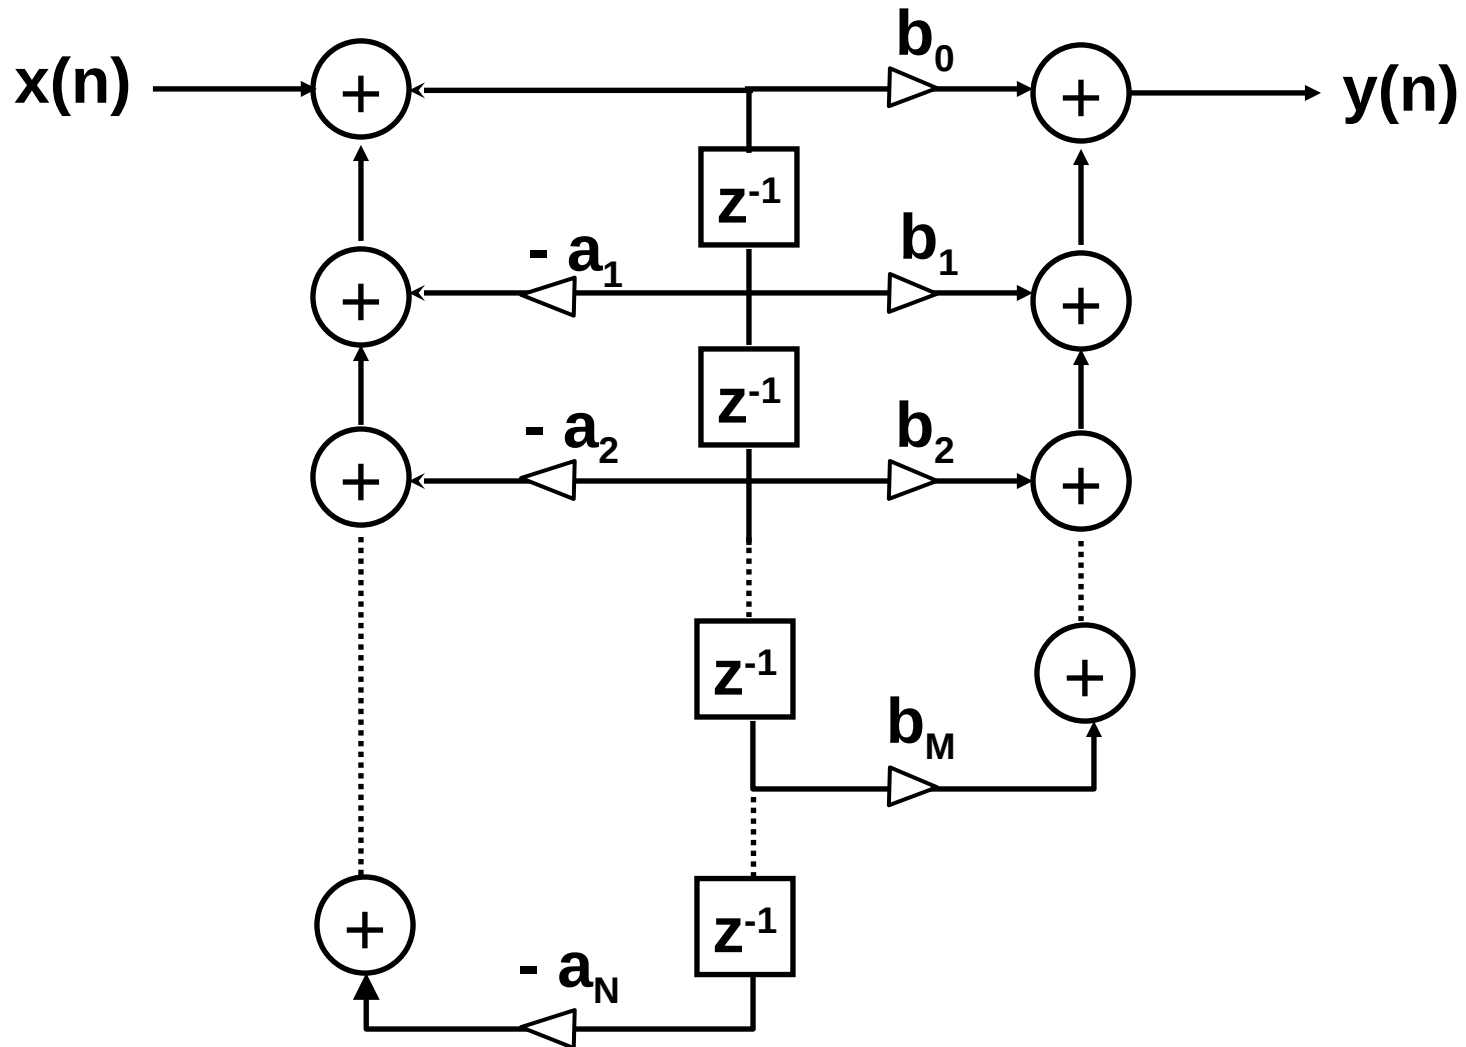 x(n) + b0 + y(n)
z-1
+ - a1 b1 +
z-1
+ - a2 b2 +
z-1
+
bM
z-1
+
- aN